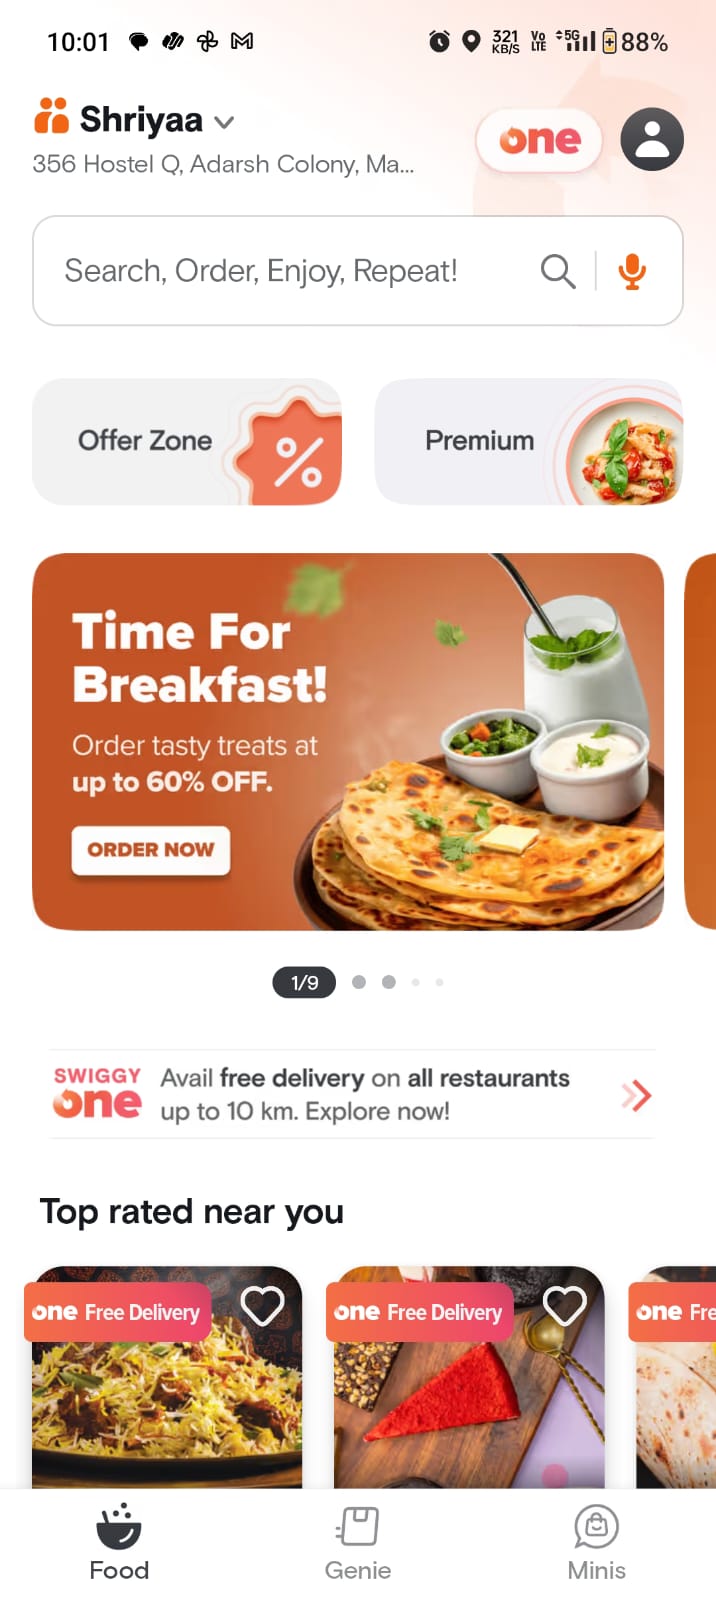 10:01
321 KB/S
Vo LTE
5G
88%
Shriyaa
one
356 Hostel Q, Adarsh Colony, Ma...
Search, Order, Enjoy, Repeat!
Offer Zone
%
Premium
Time For
Breakfast!
Order tasty treats at
up to 60% OFF.
ORDER NOW
1/9
SWIGGY
one
Avail free delivery on all restaurants
up to 10 km. Explore now!
Top rated near you
one Free Delivery
one Free Delivery
one Fre
Food
Genie
Minis